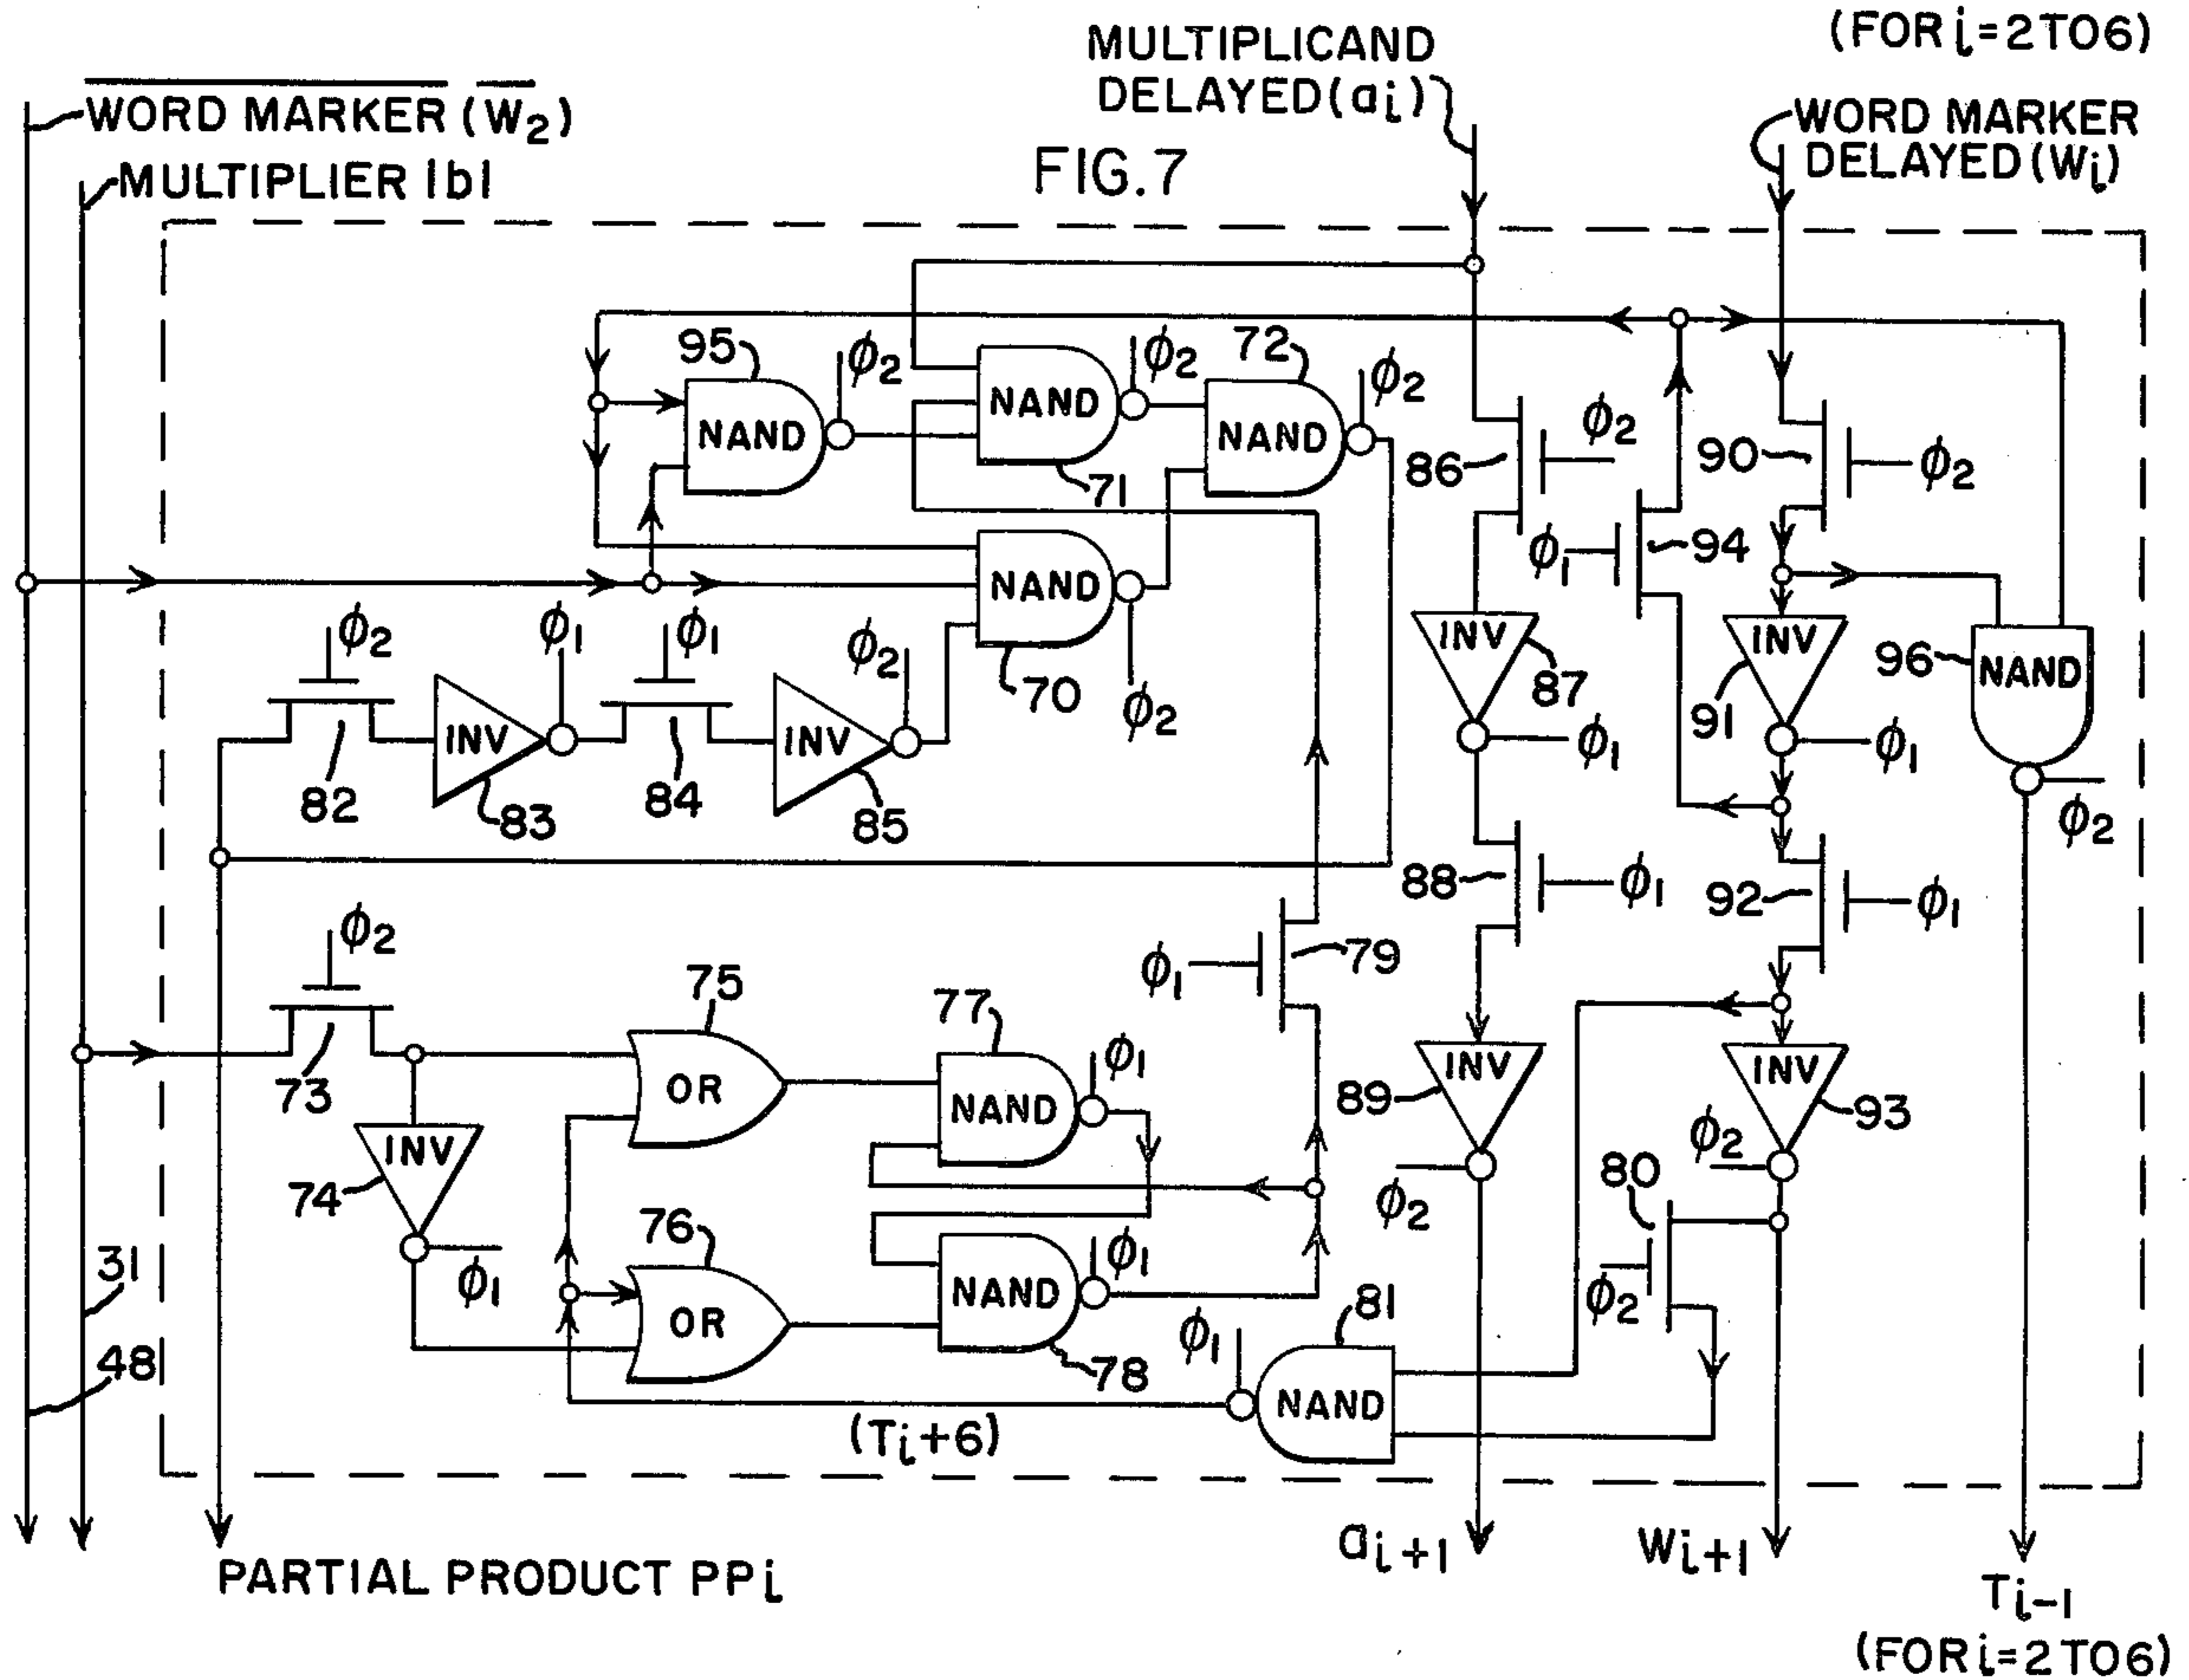 (FOR i=2 TO 6)
MULTIPLICAND
DELAYED (ai)
WORD MARKER (W2)
WORD MARKER
DELAYED (Wi)
MULTIPLIER |b|
FIG. 7
95
ϕ2
ϕ2
72
ϕ2
NAND
NAND
NAND
ϕ2
71
86
90
ϕ2
NAND
ϕ1
94
ϕ2
ϕ1
ϕ1
ϕ2
INV
INV
96
NAND
70
ϕ2
87
91
INV
INV
ϕ1
ϕ1
82
83
84
85
ϕ2
88
ϕ1
92
ϕ1
ϕ2
79
ϕ1
75
77
73
OR
NAND
ϕ1
89
INV
INV
93
INV
74
ϕ2
80
ϕ2
76
31
ϕ1
OR
NAND
ϕ1
ϕ2
81
48
78
ϕ1
NAND
(Ti+6)
PARTIAL PRODUCT PPi
ai+1
Wi+1
Ti-1
(FOR i=2 TO 6)